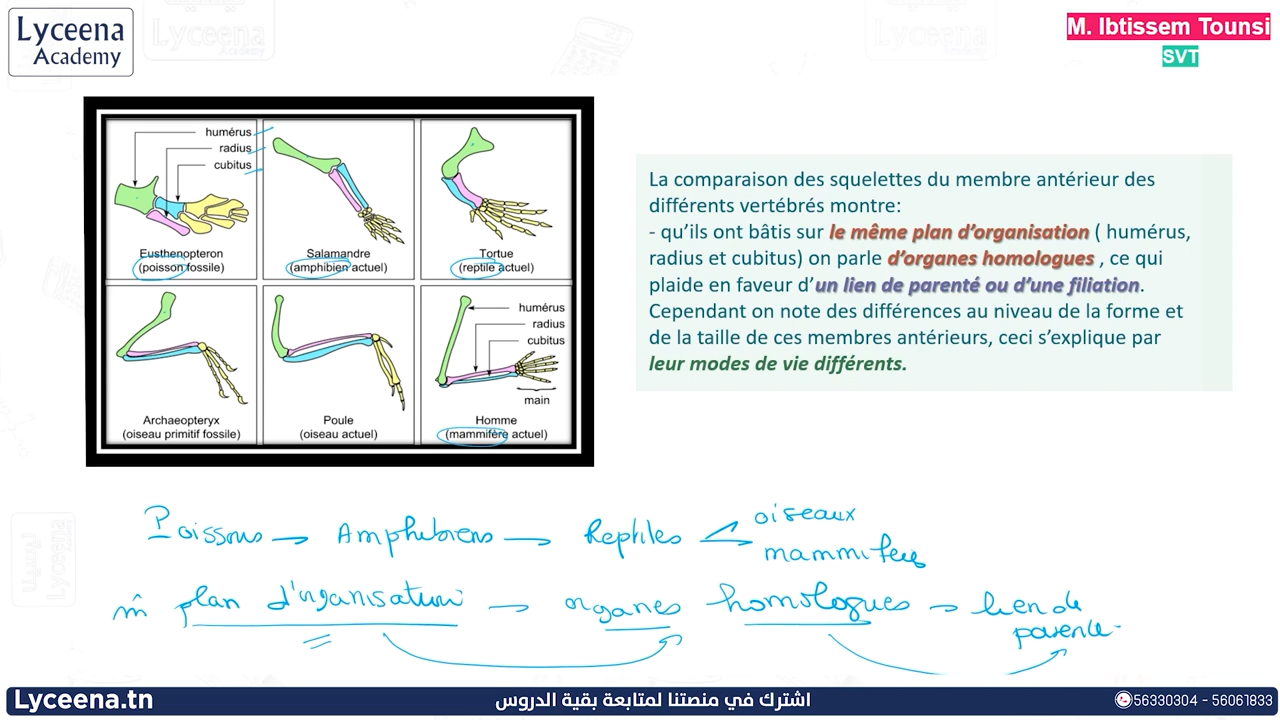 Lyceena
Academy
M. Ibtissem Tounsi
SVT
humérus
radius
cubitus
Eusthenopteron
(poisson fossile)
Salamandre
(amphibien actuel)
Tortue
(reptile actuel)
Archaeopteryx
(oiseau primitif fossile)
Poule
(oiseau actuel)
humérus
radius
cubitus
main
Homme
(mammifère actuel)
La comparaison des squelettes du membre antérieur des
différents vertébrés montre:
- qu’ils ont bâtis sur le même plan d’organisation ( humérus,
radius et cubitus) on parle d’organes homologues , ce qui
plaide en faveur d’un lien de parenté ou d’une filiation.
Cependant on note des différences au niveau de la forme et
de la taille de ces membres antérieurs, ceci s’explique par
leur modes de vie différents.
Poissons → Amphibiens → Reptiles < oiseaux
mammifères
m̂ plan d'organisation → organes homologues → lien de
parenté
Lyceena.tn
اشترك في منصتنا لمتابعة بقية الدروس
56330304 - 56061833